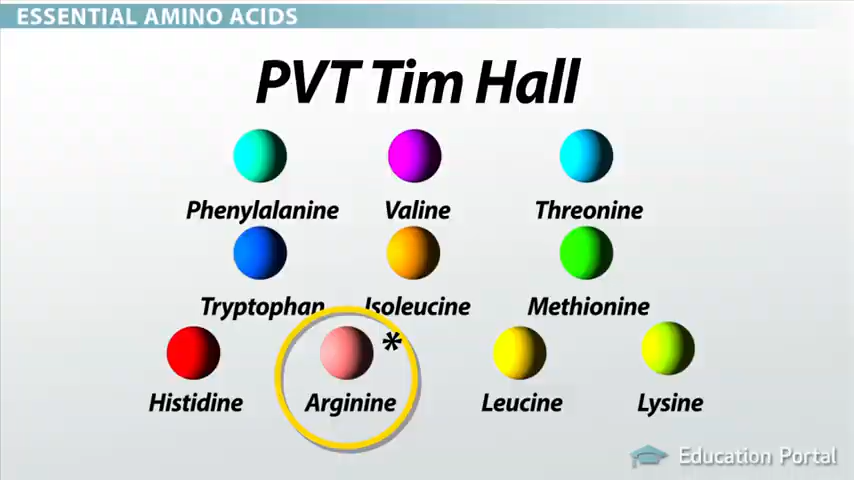 ESSENTIAL AMINO ACIDS
PVT Tim Hall
Phenylalanine Valine Threonine
Tryptophan Isoleucine Methionine
*
Histidine Arginine Leucine Lysine
Education Portal